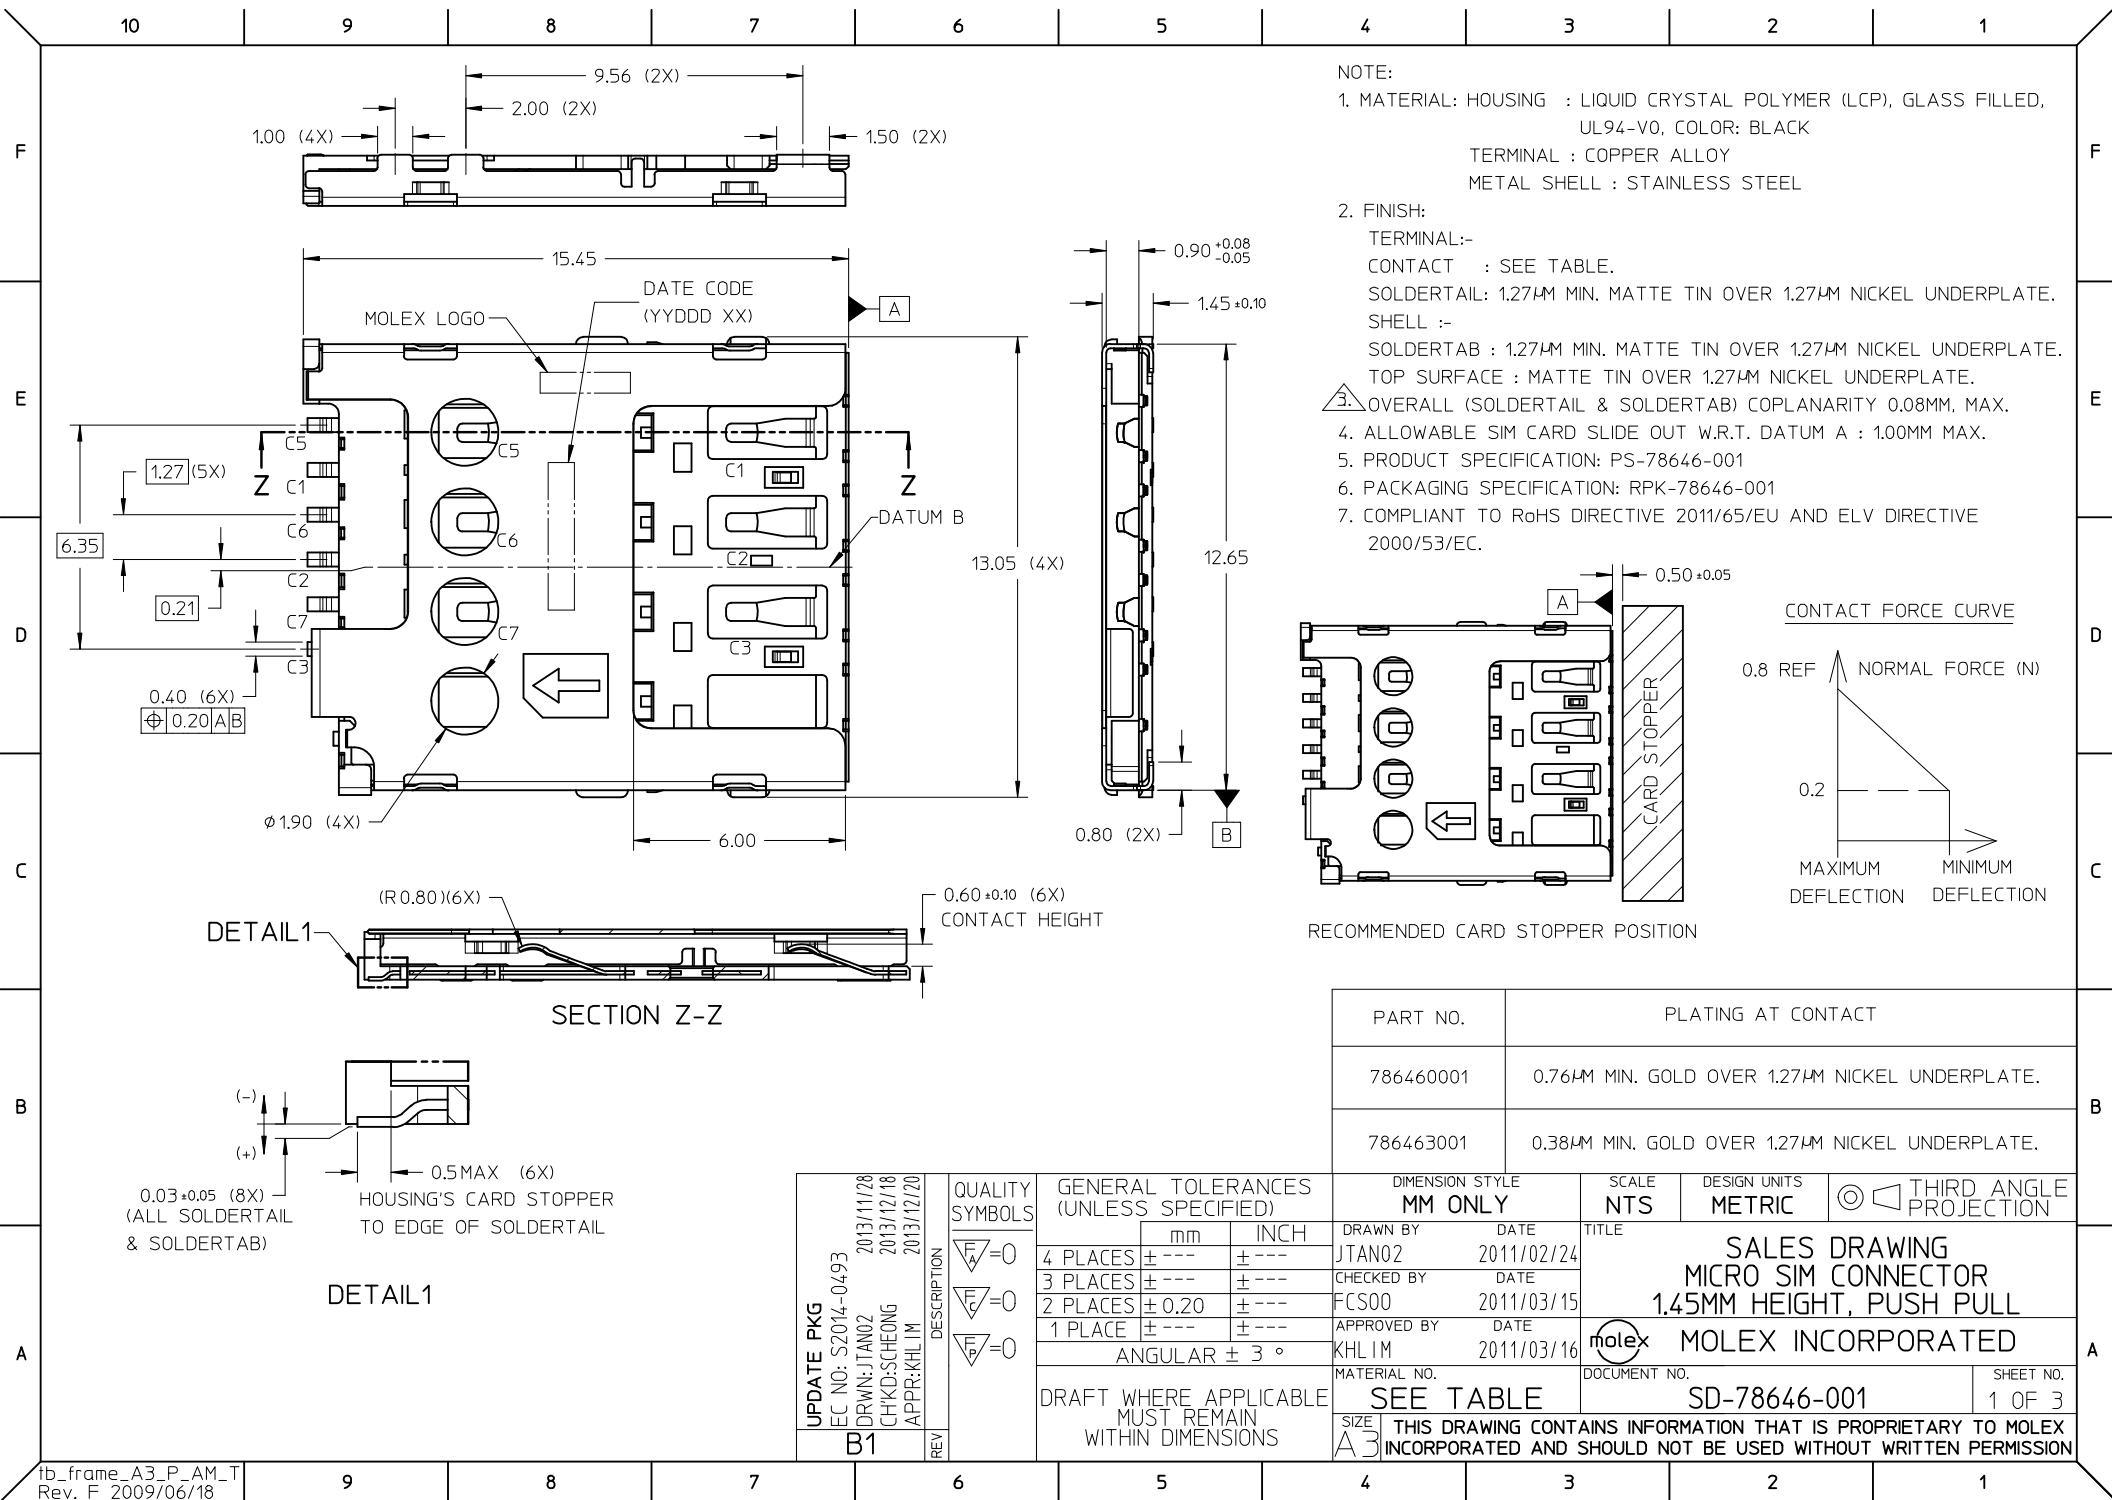 10 9 8 7 6 5 4 3 2 1
F
E
D
C
B
A
9.56 (2X)
2.00 (2X)
1.00 (4X)
1.50 (2X)
15.45
DATE CODE
(YYDDD XX)
MOLEX LOGO
A
C5
C1
C6
C2
C7
C3
1.27 (5X)
6.35
0.21
0.40 (6X)
⌖ 0.20 A B
Z
Z
C5
C6
C7
C1
C2
C3
DATUM B
13.05 (4X)
Ø1.90 (4X)
6.00
0.90 +0.08 -0.05
1.45 ±0.10
12.65
0.80 (2X)
B
NOTE:
1. MATERIAL: HOUSING : LIQUID CRYSTAL POLYMER (LCP), GLASS FILLED,
UL94-V0, COLOR: BLACK
TERMINAL : COPPER ALLOY
METAL SHELL : STAINLESS STEEL
2. FINISH:
TERMINAL:-
CONTACT : SEE TABLE.
SOLDERTAIL: 1.27µM MIN. MATTE TIN OVER 1.27µM NICKEL UNDERPLATE.
SHELL :-
SOLDERTAB : 1.27µM MIN. MATTE TIN OVER 1.27µM NICKEL UNDERPLATE.
TOP SURFACE : MATTE TIN OVER 1.27µM NICKEL UNDERPLATE.
3. OVERALL (SOLDERTAIL & SOLDERTAB) COPLANARITY 0.08MM, MAX.
4. ALLOWABLE SIM CARD SLIDE OUT W.R.T. DATUM A : 1.00MM MAX.
5. PRODUCT SPECIFICATION: PS-78646-001
6. PACKAGING SPECIFICATION: RPK-78646-001
7. COMPLIANT TO RoHS DIRECTIVE 2011/65/EU AND ELV DIRECTIVE
2000/53/EC.
0.50 ±0.05
A
CARD STOPPER
RECOMMENDED CARD STOPPER POSITION
CONTACT FORCE CURVE
0.8 REF NORMAL FORCE (N)
0.2
MAXIMUM
DEFLECTION
MINIMUM
DEFLECTION
(R 0.80)(6X)
0.60 ±0.10 (6X)
CONTACT HEIGHT
DETAIL1
SECTION Z-Z
(-)
(+)
0.03 ±0.05 (8X)
(ALL SOLDERTAIL
& SOLDERTAB)
0.5 MAX (6X)
HOUSING'S CARD STOPPER
TO EDGE OF SOLDERTAIL
DETAIL1
PART NO. PLATING AT CONTACT
786460001 0.76µM MIN. GOLD OVER 1.27µM NICKEL UNDERPLATE.
786463001 0.38µM MIN. GOLD OVER 1.27µM NICKEL UNDERPLATE.
UPDATE PKG
EC NO: S2014-0493
DRWN:JTAN02 2013/11/28
CH'KD:SCHEONG 2013/12/18
APPR:KHLIM 2013/12/20
DESCRIPTION
B1
REV
QUALITY
SYMBOLS
FA=0
FC=0
FP=0
GENERAL TOLERANCES
(UNLESS SPECIFIED)
mm INCH
4 PLACES ± --- ± ---
3 PLACES ± --- ± ---
2 PLACES ± 0.20 ± ---
1 PLACE ± --- ± ---
ANGULAR ± 3 °
DRAFT WHERE APPLICABLE
MUST REMAIN
WITHIN DIMENSIONS
DIMENSION STYLE
MM ONLY
SCALE
NTS
DESIGN UNITS
METRIC
THIRD ANGLE
PROJECTION
DRAWN BY DATE
JTAN02 2011/02/24
CHECKED BY DATE
FCSOO 2011/03/15
APPROVED BY DATE
KHLIM 2011/03/16
TITLE
SALES DRAWING
MICRO SIM CONNECTOR
1.45MM HEIGHT, PUSH PULL
molex MOLEX INCORPORATED
MATERIAL NO.
SEE TABLE
DOCUMENT NO.
SD-78646-001
SHEET NO.
1 OF 3
SIZE
A3
THIS DRAWING CONTAINS INFORMATION THAT IS PROPRIETARY TO MOLEX
INCORPORATED AND SHOULD NOT BE USED WITHOUT WRITTEN PERMISSION
F
E
D
C
B
A
tb_frame_A3_P_AM_T
Rev. F 2009/06/18
9 8 7 6 5 4 3 2 1